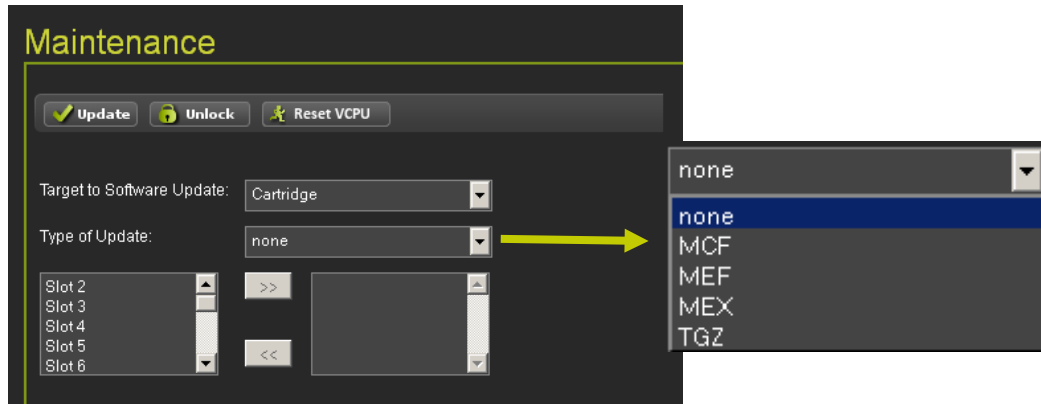 Maintenance
Update Unlock Reset VCPU
Target to Software Update: Cartridge
Type of Update: none
Slot 2
Slot 3
Slot 4
Slot 5
Slot 6
>>
<<
none
none
MCF
MEF
MEX
TGZ